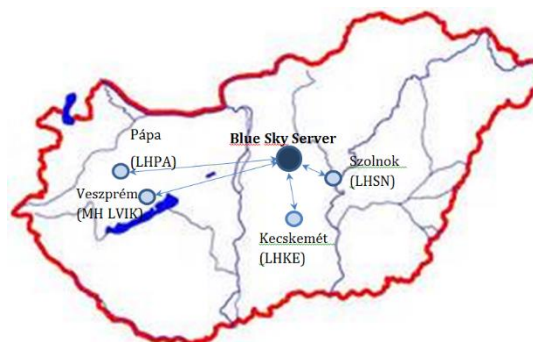 Pápa
(LHPA)
Blue Sky Server
Szolnok
(LHSN)
Veszprém
(MH LVIK)
Kecskemét
(LHKE)